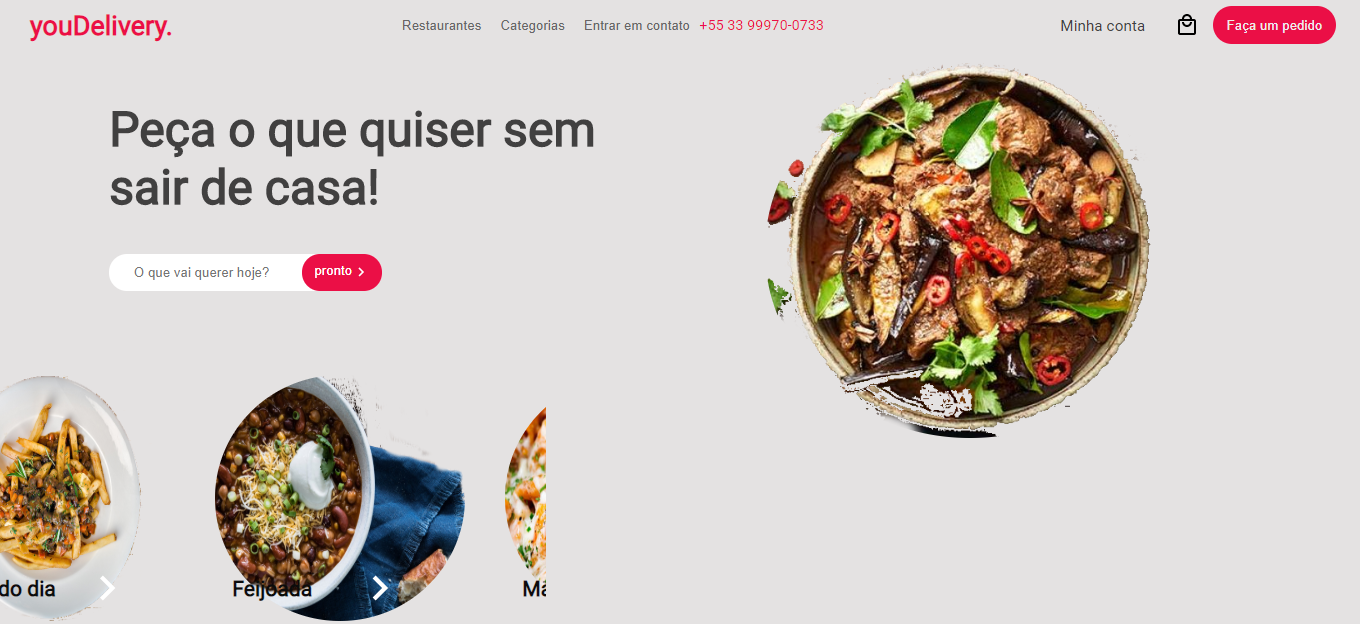 youDelivery.
Restaurantes Categorias Entrar em contato +55 33 99970-0733
Minha conta
Faça um pedido
Peça o que quiser sem
sair de casa!
O que vai querer hoje?
pronto
do dia
Feijoada